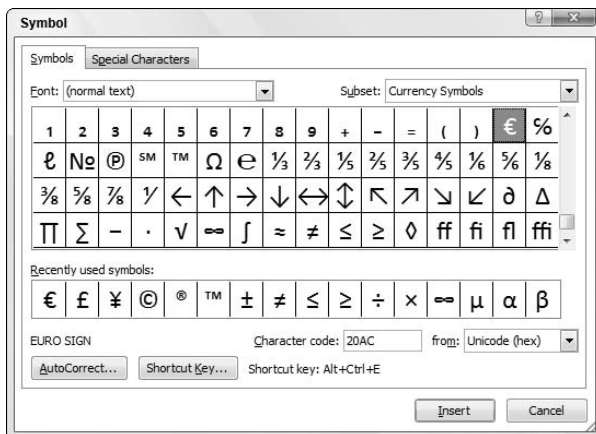 Symbol
Symbols Special Characters
Font: (normal text) Subset: Currency Symbols
1 2 3 4 5 6 7 8 9 + − = ( ) € ℅
ℓ № ℗ ℠ ™ Ω ℮ ⅓ ⅔ ⅕ ⅖ ⅗ ⅘ ⅙ ⅚ ⅛
⅜ ⅝ ⅞ ⅟ ← ↑ → ↓ ↔ ↕ ↖ ↗ ↘ ↙ ∂ ∆
∏ ∑ − ∙ √ ∞ ∫ ≈ ≠ ≤ ≥ ◊ ff fi fl ffi
Recently used symbols:
€ £ ¥ © ® ™ ± ≠ ≤ ≥ ÷ × ∞ µ α β
EURO SIGN Character code: 20AC from: Unicode (hex)
AutoCorrect... Shortcut Key... Shortcut key: Alt+Ctrl+E
Insert Cancel